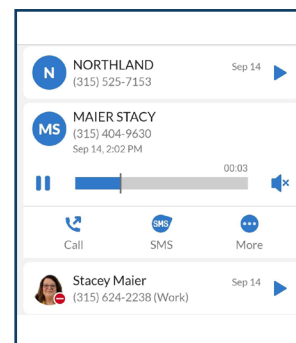 N
NORTHLAND
Sep 14
(315) 525-7153
MS
MAIER STACY
(315) 404-9630
Sep 14, 2:02 PM
00:03
SMS
Call
SMS
More
Stacey Maier
Sep 14
(315) 624-2238 (Work)